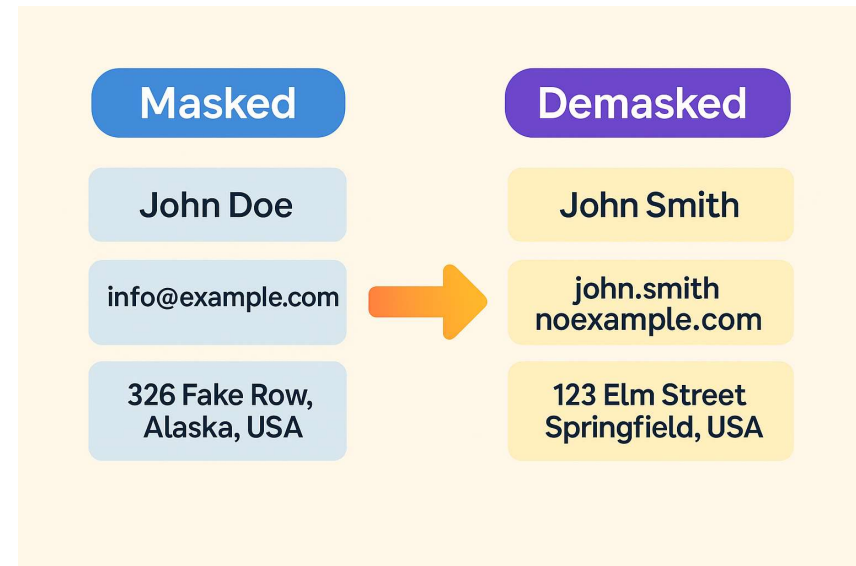 Masked
Demasked
John Doe
John Smith
info@example.com
john.smith
noexample.com
326 Fake Row,
Alaska, USA
123 Elm Street
Springfield, USA